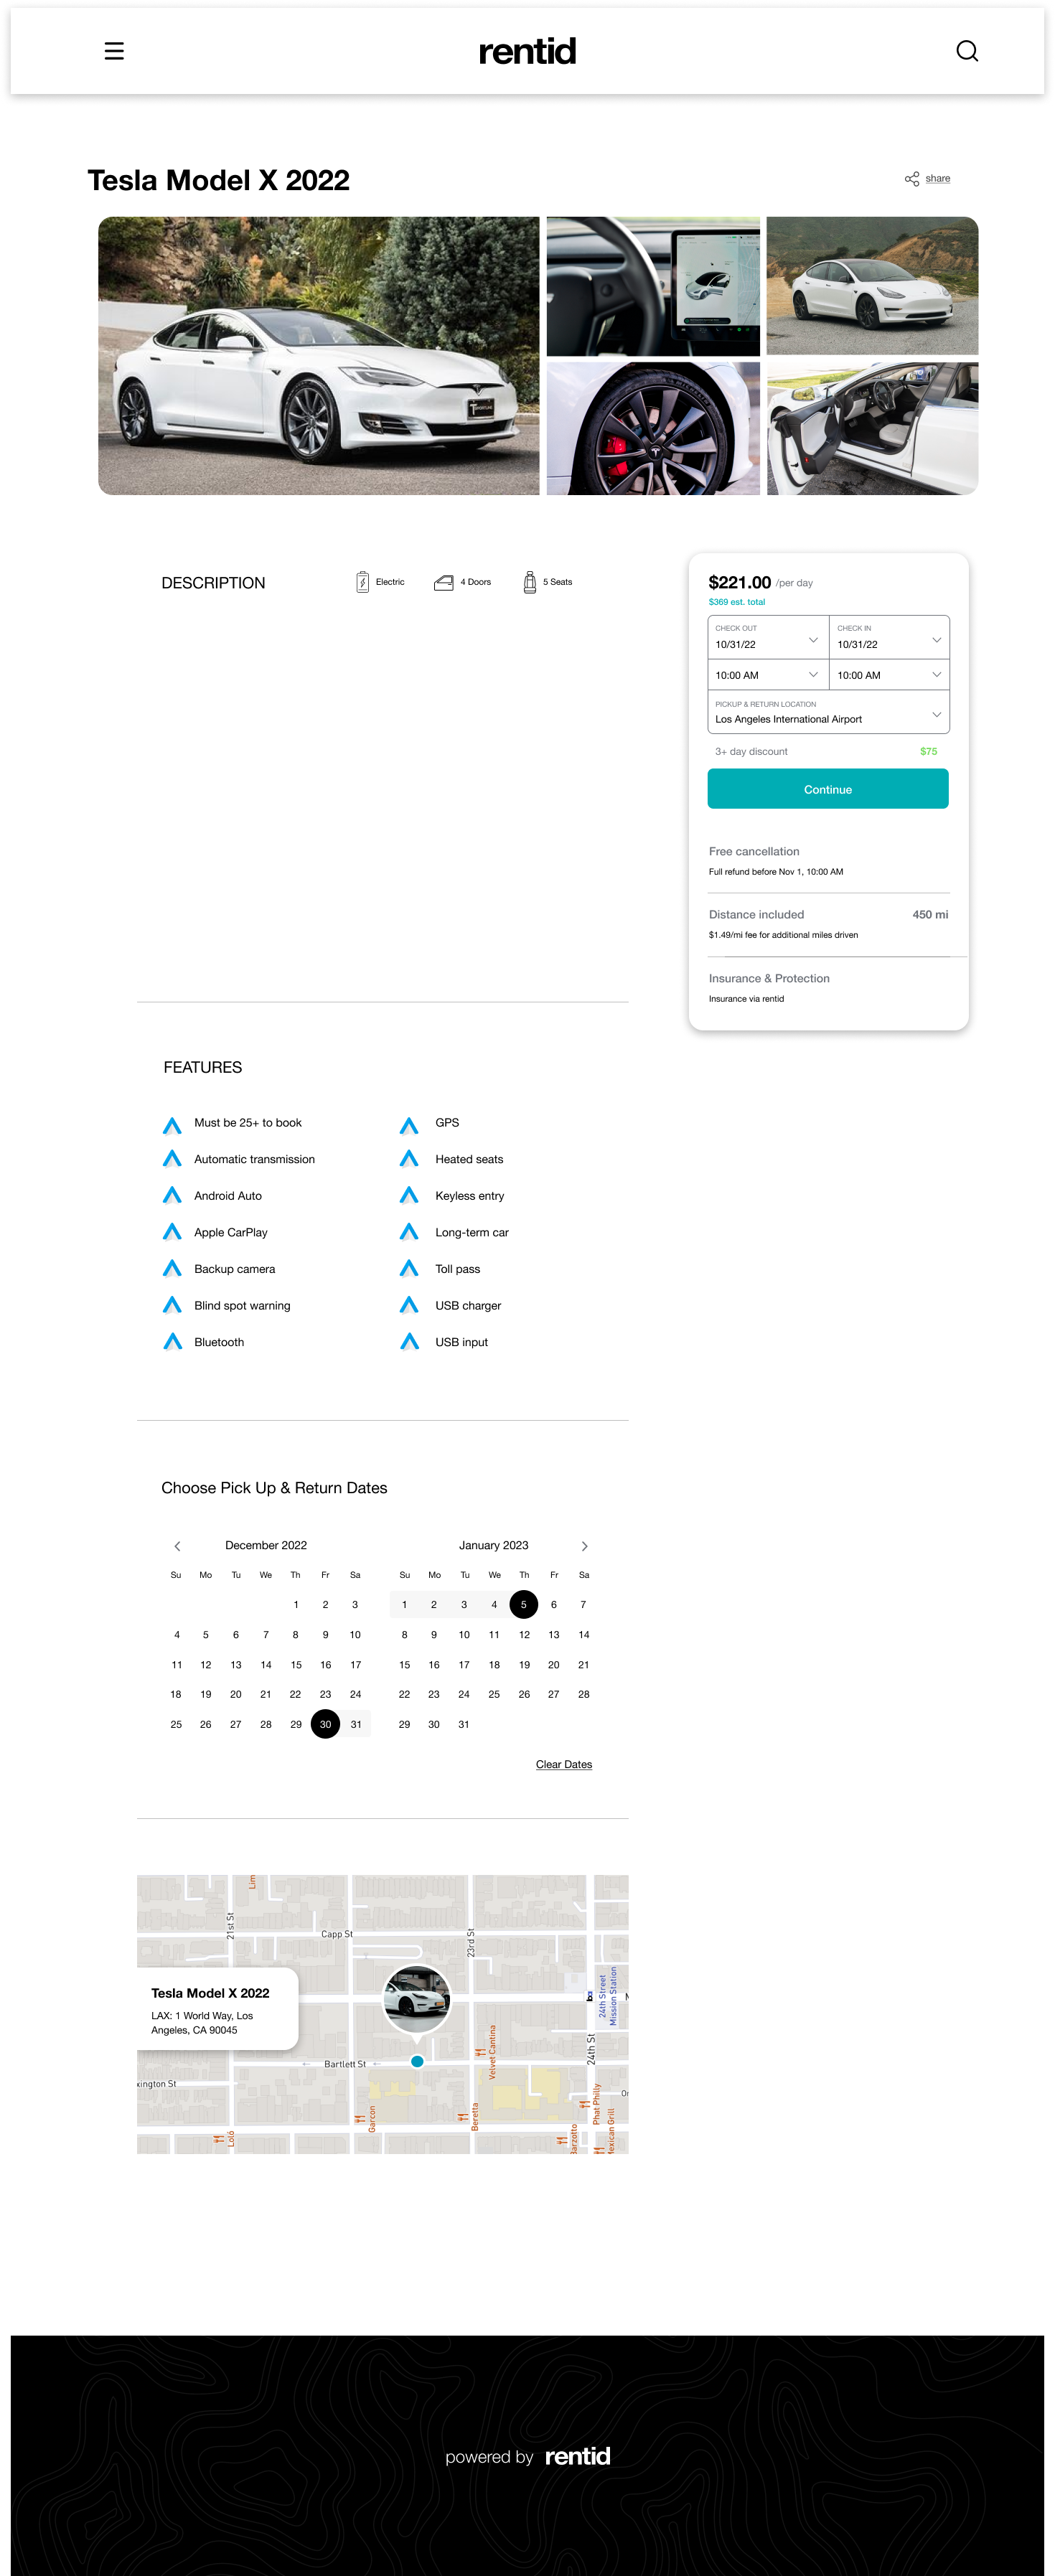 rentid
Tesla Model X 2022
share
DESCRIPTION
Electric
4 Doors
5 Seats
$221.00 /per day
$369 est. total
CHECK OUT
10/31/22
CHECK IN
10/31/22
10:00 AM
10:00 AM
PICKUP & RETURN LOCATION
Los Angeles International Airport
3+ day discount $75
Continue
Free cancellation
Full refund before Nov 1, 10:00 AM
Distance included 450 mi
$1.49/mi fee for additional miles driven
Insurance & Protection
Insurance via rentid
FEATURES
Must be 25+ to book
Automatic transmission
Android Auto
Apple CarPlay
Backup camera
Blind spot warning
Bluetooth
GPS
Heated seats
Keyless entry
Long-term car
Toll pass
USB charger
USB input
Choose Pick Up & Return Dates
December 2022
Su Mo Tu We Th Fr Sa
1 2 3
4 5 6 7 8 9 10
11 12 13 14 15 16 17
18 19 20 21 22 23 24
25 26 27 28 29 30 31
January 2023
Su Mo Tu We Th Fr Sa
1 2 3 4 5 6 7
8 9 10 11 12 13 14
15 16 17 18 19 20 21
22 23 24 25 26 27 28
29 30 31
Clear Dates
Lim
21st St
Capp St
23rd St
24th Street
Mission Station
Tesla Model X 2022
LAX: 1 World Way, Los
Angeles, CA 90045
Bartlett St
Velvet Cantina
24th St
xington St
Garcon
Beretta
Phat Philly
Lolo
Barzotto
Mexican Grill
powered by rentid